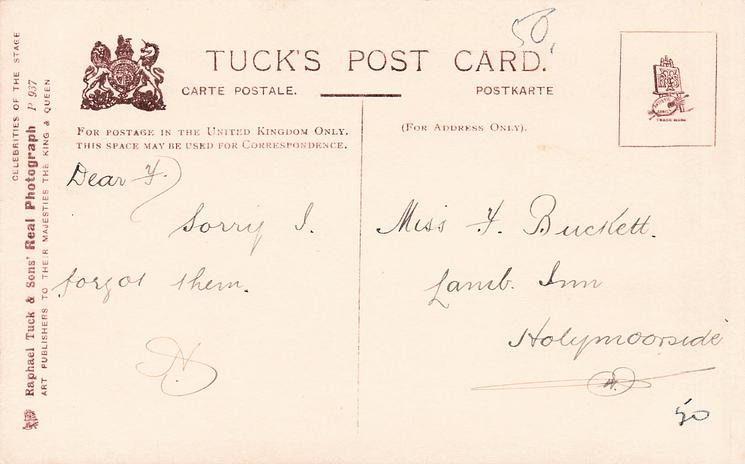 50,
TUCK'S POST CARD.
CARTE POSTALE. POSTKARTE
FOR POSTAGE IN THE UNITED KINGDOM ONLY.
THIS SPACE MAY BE USED FOR CORRESPONDENCE.
(FOR ADDRESS ONLY).
TRADE MARK
CELEBRITIES OF THE STAGE
Raphael Tuck & Sons' Real Photograph P 937
ART PUBLISHERS TO THEIR MAJESTIES THE KING & QUEEN
Dear F.
Sorry I.
forgot them.
Miss F. Buckett.
Lamb. Inn
Holymoorside
50